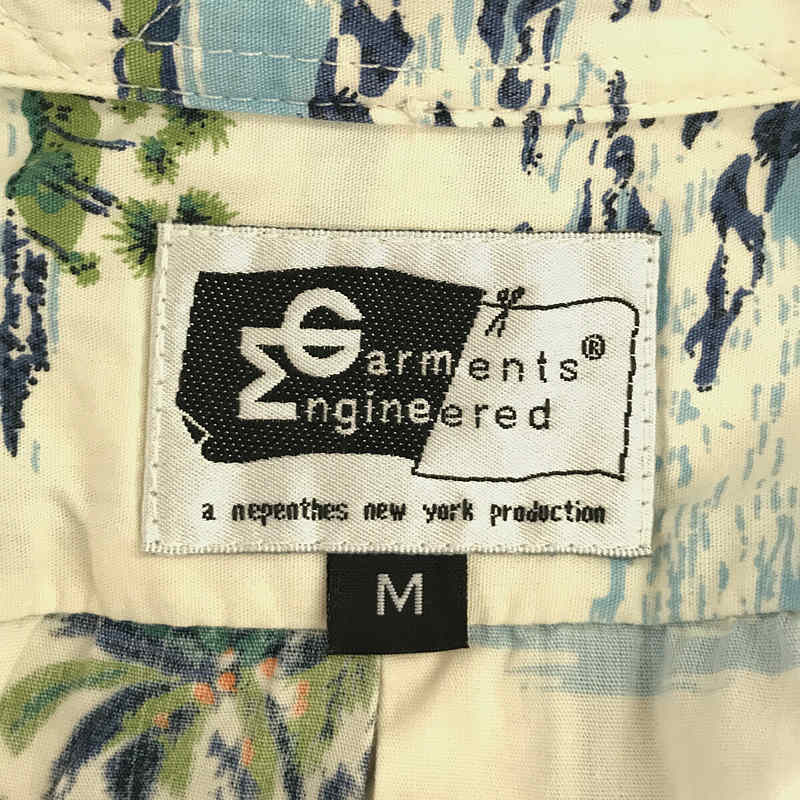 Garments®
Engineered
a nepenthes new york production
M